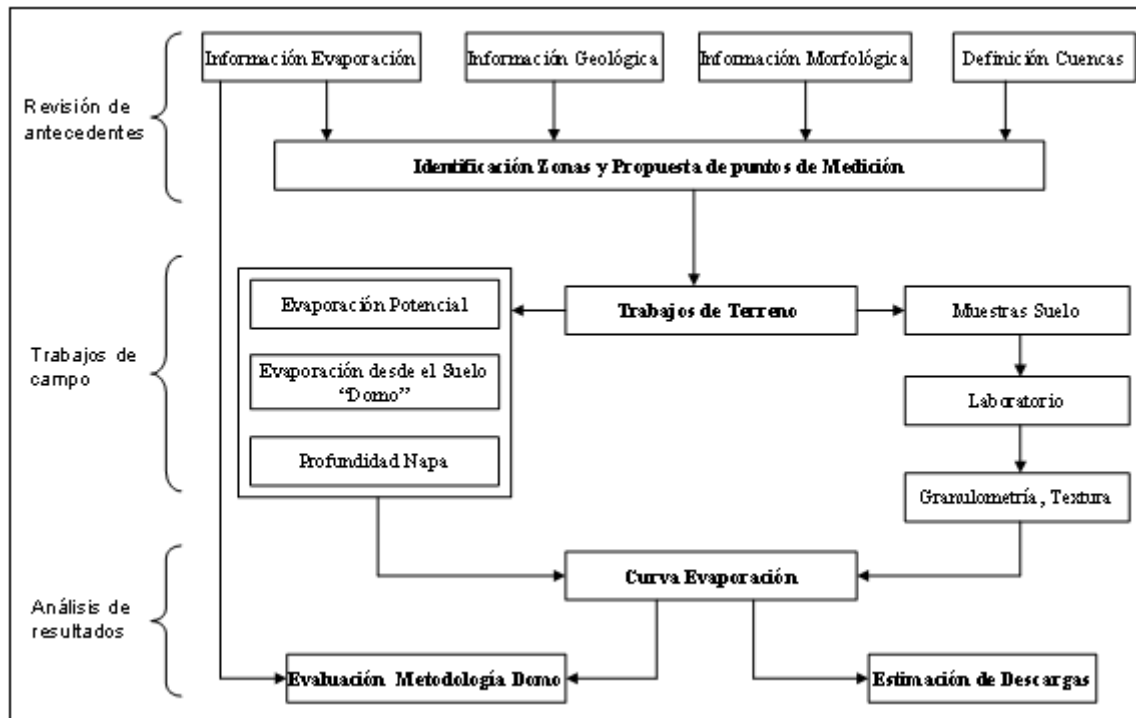 Información Evaporación
Información Geológica
Información Morfológica
Definición Cuencas
Revisión de
antecedentes
Identificación Zonas y Propuesta de puntos de Medición
Evaporación Potencial
Trabajos de Terreno
Muestras Suelo
Trabajos de
campo
Evaporación desde el Suelo
“Domo”
Laboratorio
Profundidad Napa
Granulometría, Textura
Curva Evaporación
Análisis de
resultados
Evaluación Metodología Domo
Estimación de Descargas